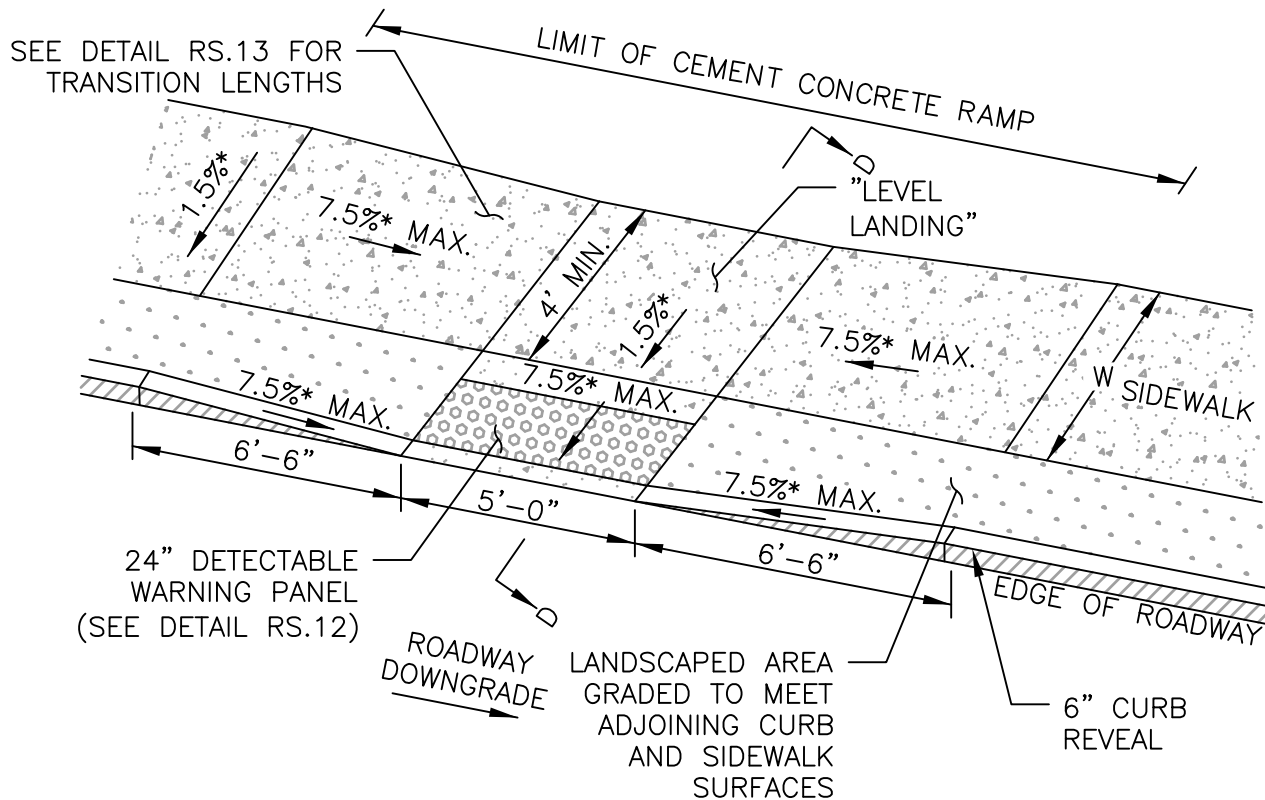 SEE DETAIL RS.13 FOR
TRANSITION LENGTHS
LIMIT OF CEMENT CONCRETE RAMP
D
"LEVEL
LANDING"
1.5%*
7.5%* MAX.
4' MIN.
1.5%*
7.5%* MAX.
W
SIDEWALK
7.5%* MAX.
7.5%* MAX.
7.5%* MAX.
6'-6"
5'-0"
6'-6"
24" DETECTABLE
WARNING PANEL
(SEE DETAIL RS.12)
D
EDGE OF ROADWAY
ROADWAY
DOWNGRADE
LANDSCAPED AREA
GRADED TO MEET
ADJOINING CURB
AND SIDEWALK
SURFACES
6" CURB
REVEAL